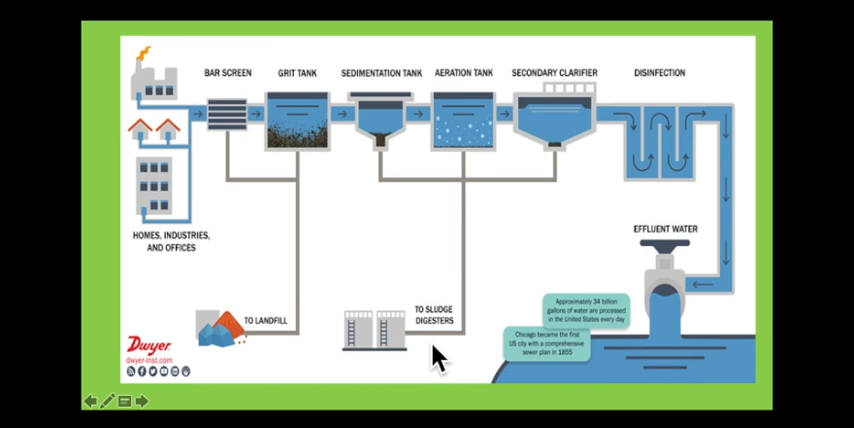 BAR SCREEN
GRIT TANK
SEDIMENTATION TANK
AERATION TANK
SECONDARY CLARIFIER
DISINFECTION
HOMES, INDUSTRIES,
AND OFFICES
EFFLUENT WATER
TO LANDFILL
TO SLUDGE
DIGESTERS
Approximately 34 billion
gallons of water are processed
in the United States every day
Chicago became the first
US city with a comprehensive
sewer plan in 1855
Dwyer
dwyer-inst.com